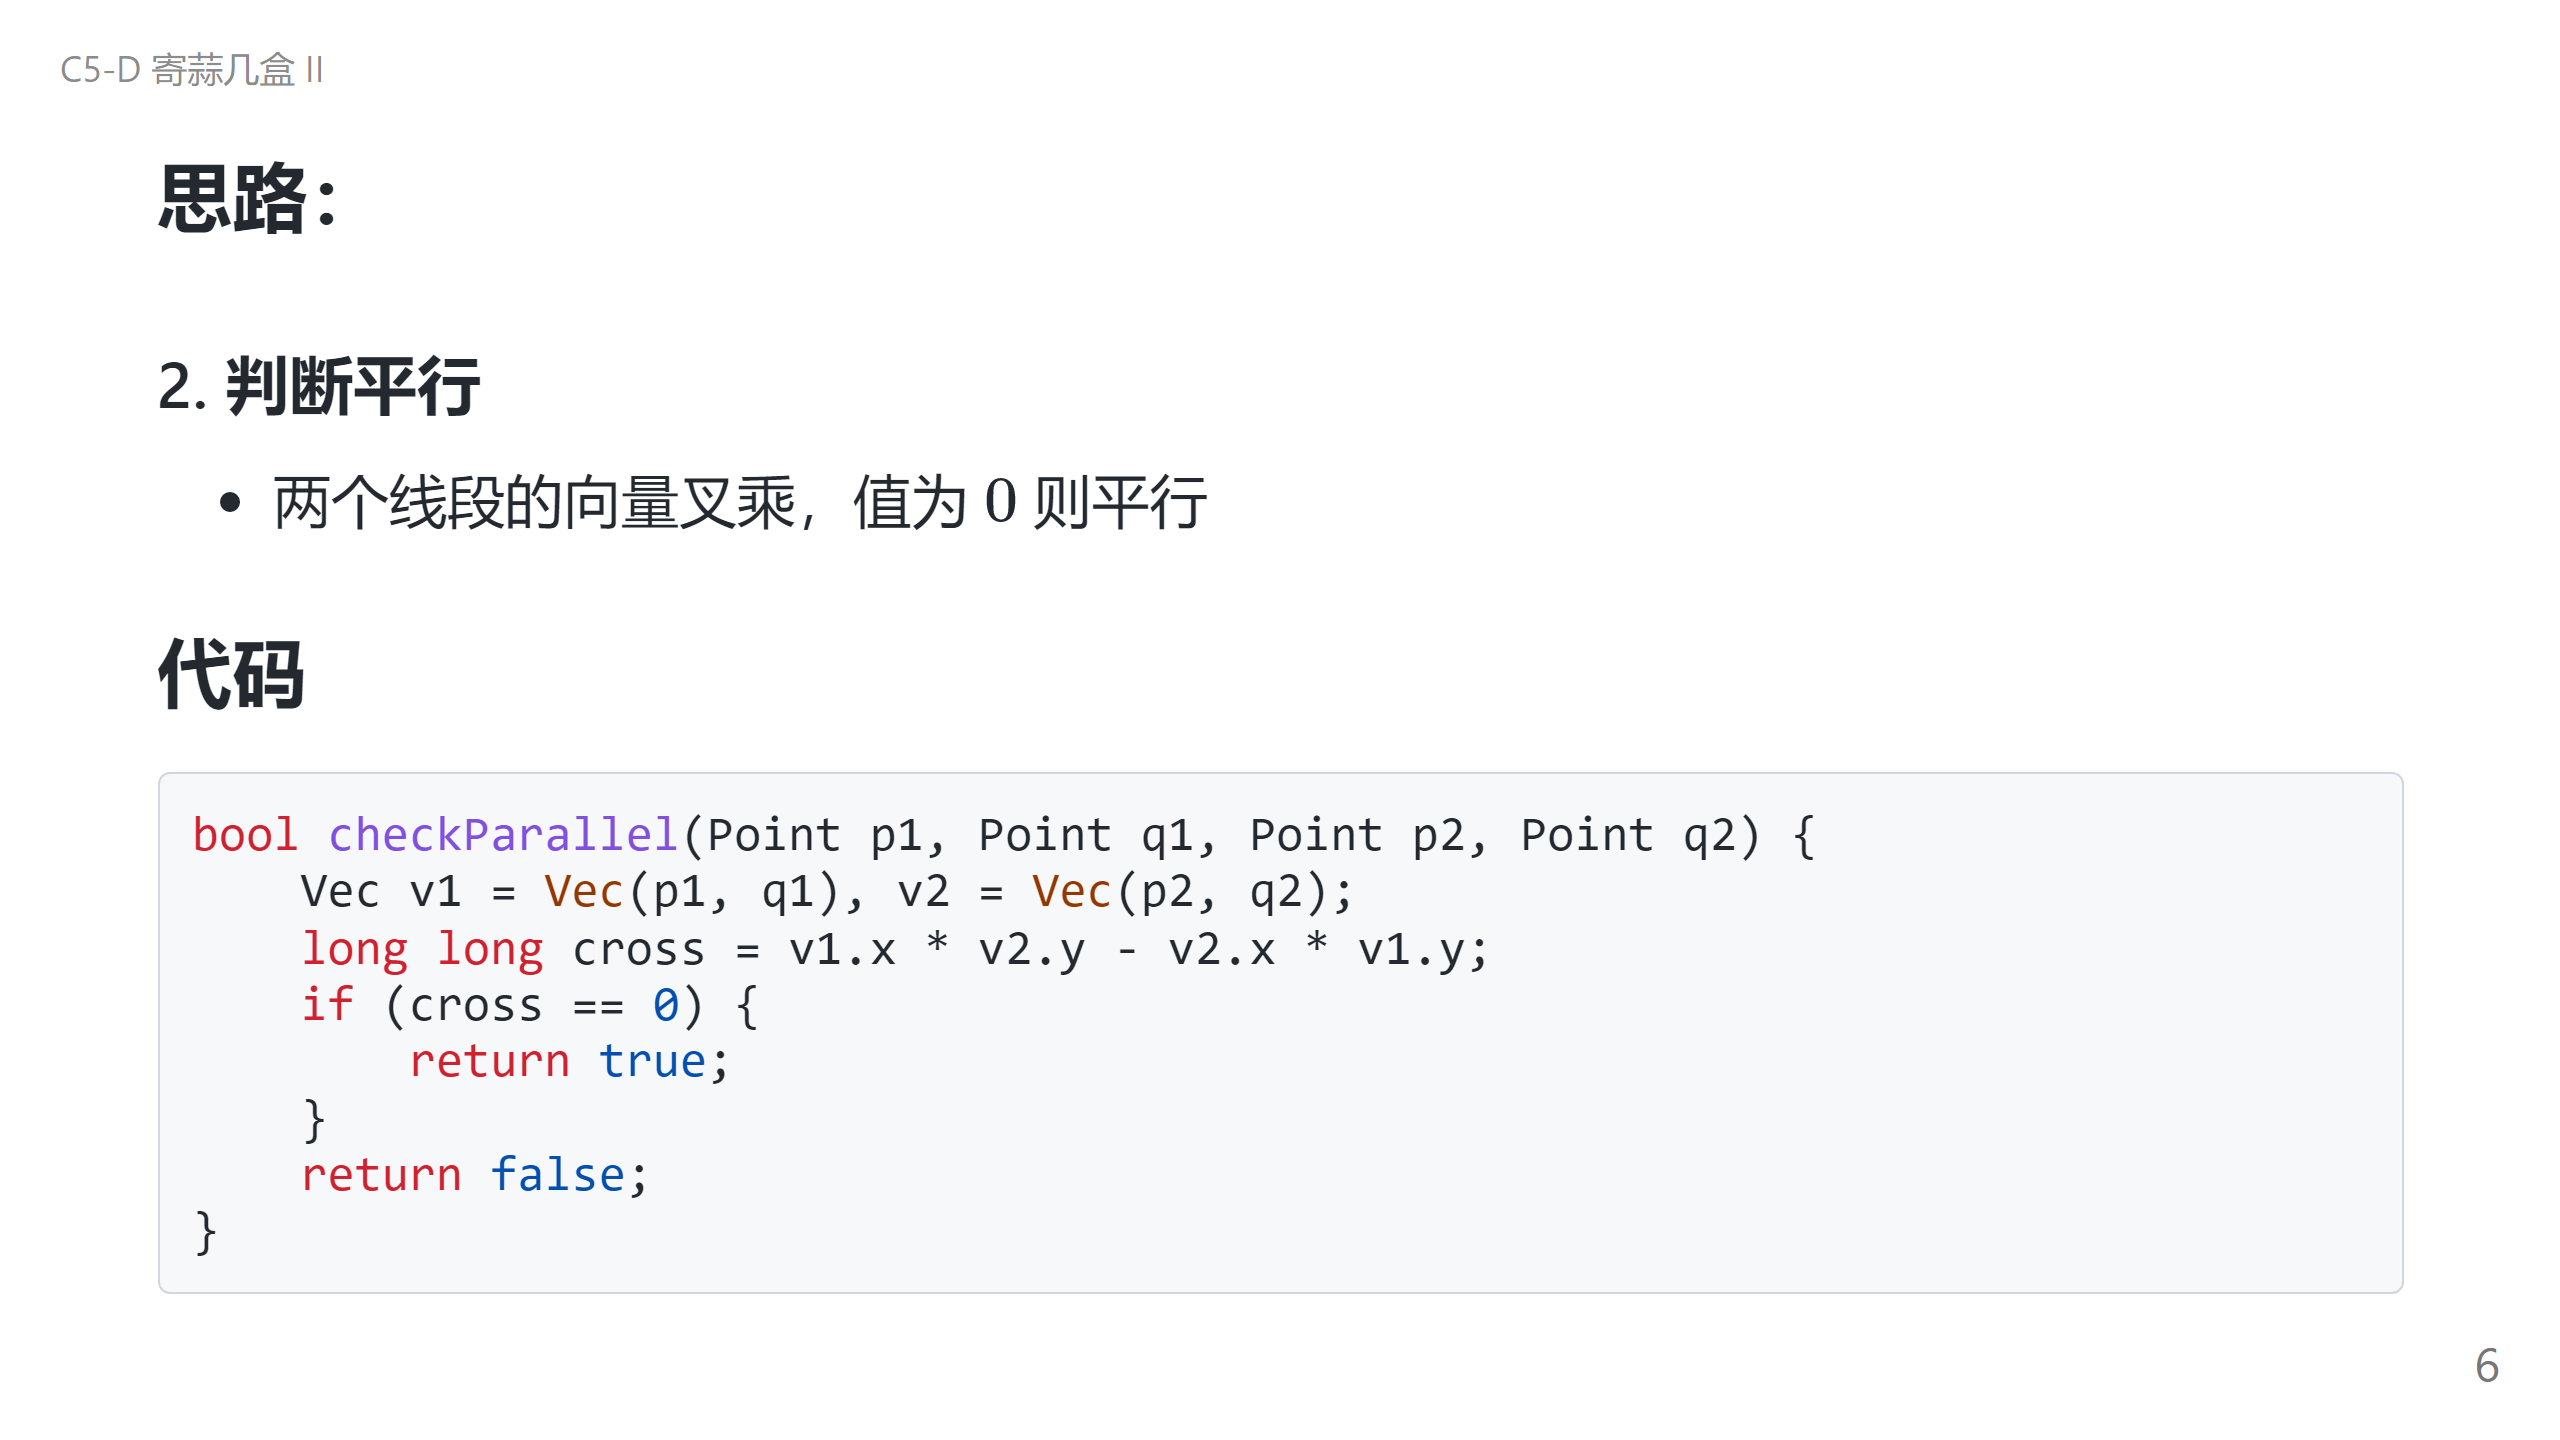 C5-D 寄蒜几盒 II
思路：
2. 判断平行
• 两个线段的向量叉乘，值为 0 则平行
代码
bool checkParallel(Point p1, Point q1, Point p2, Point q2) {
    Vec v1 = Vec(p1, q1), v2 = Vec(p2, q2);
    long long cross = v1.x * v2.y - v2.x * v1.y;
    if (cross == 0) {
        return true;
    }
    return false;
}
6